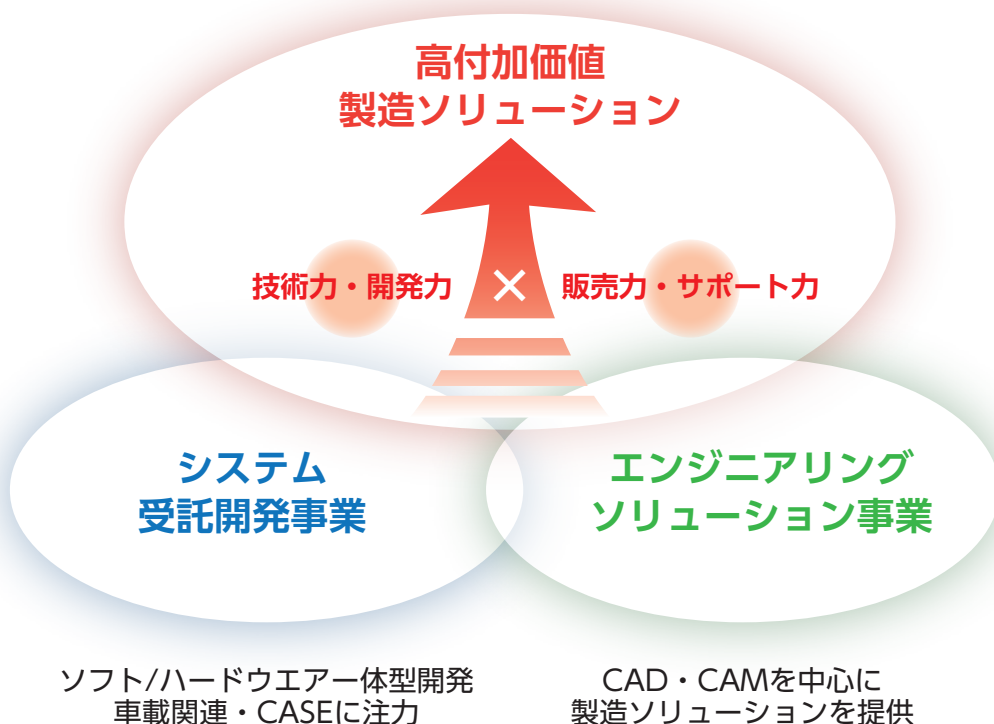 高付加価値
製造ソリューション
技術力・開発力 × 販売力・サポート力
システム
受託開発事業
エンジニアリング
ソリューション事業
ソフト/ハードウエアー体型開発
車載関連・CASEに注力
CAD・CAMを中心に
製造ソリューションを提供